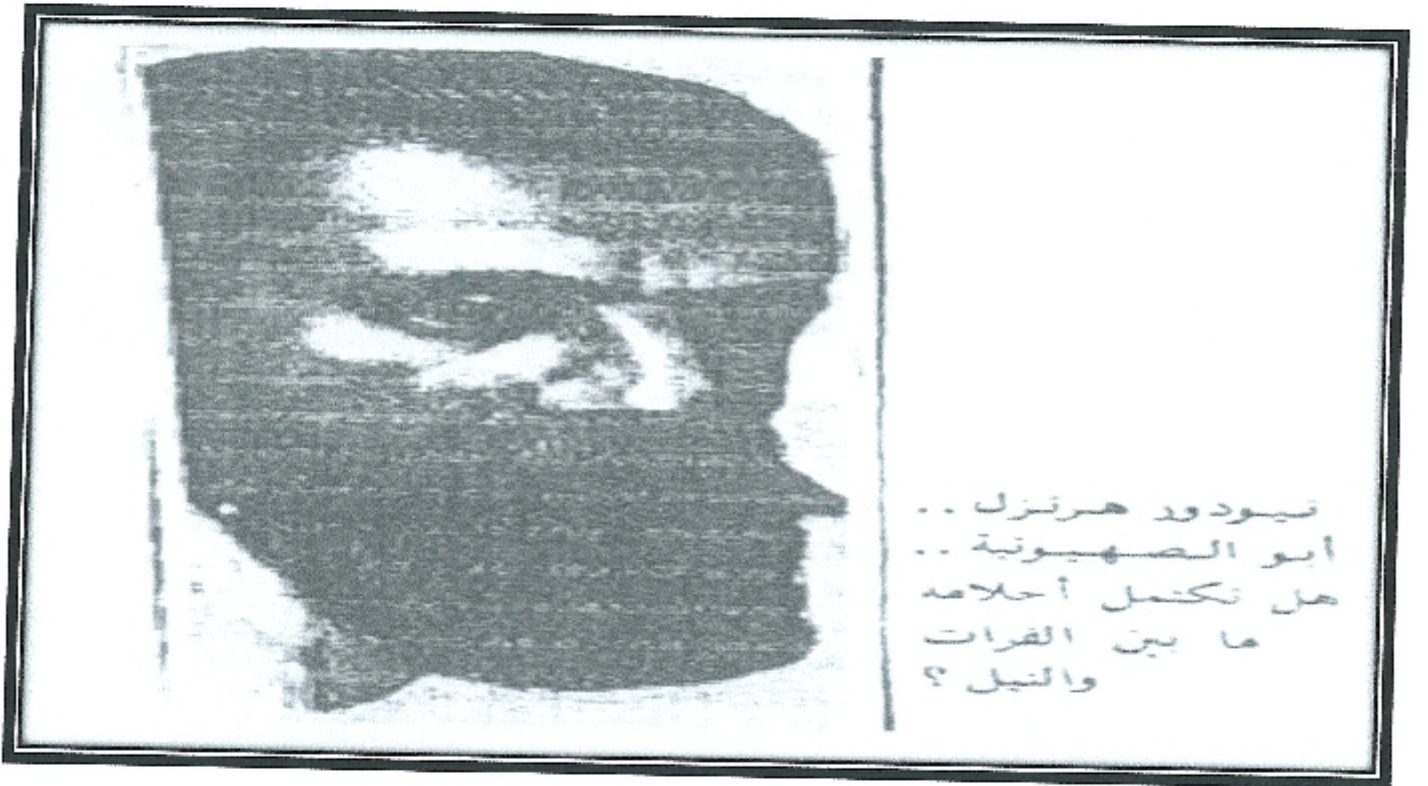 تيودور هرتزل ..
أبو الصهيونية ..
هل تكتمل أحلامه
ما بين الفرات
والنيل ؟